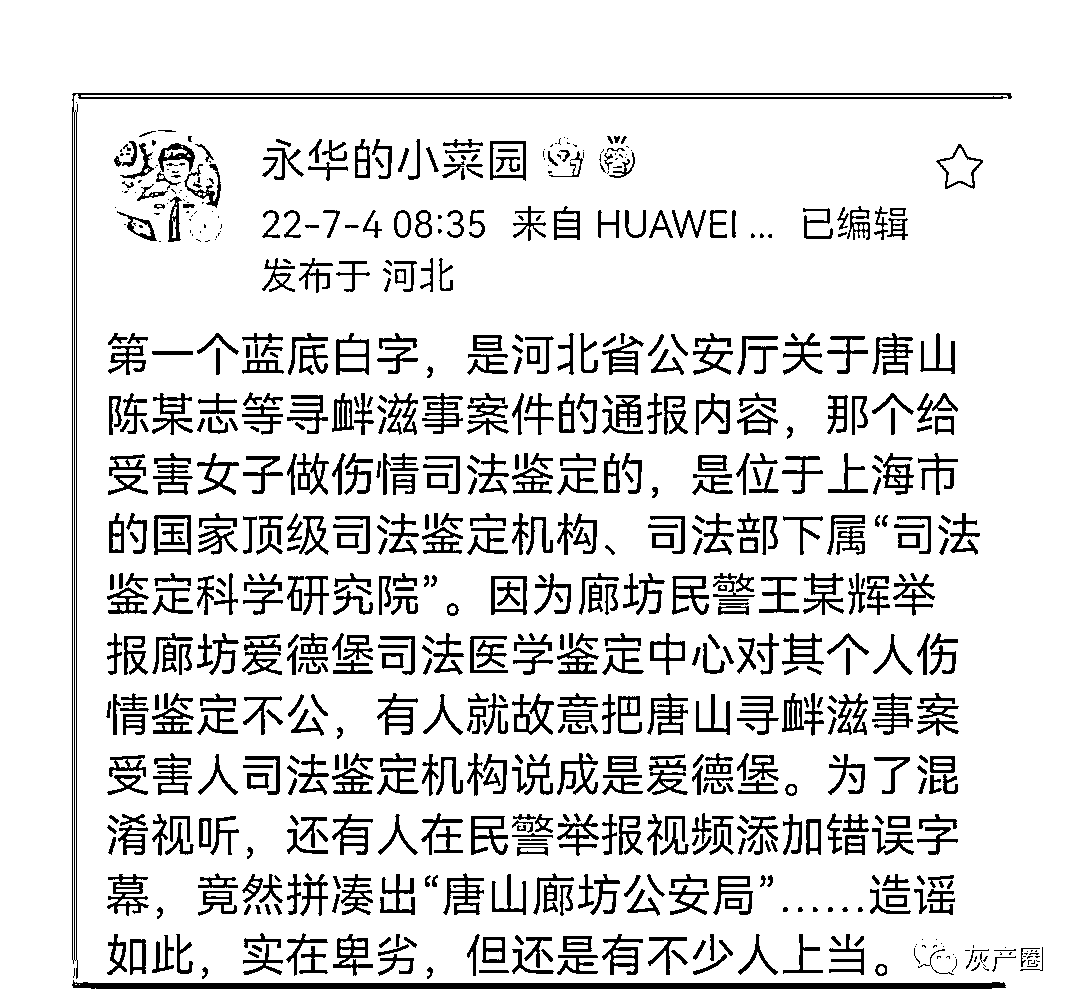 永华的小菜园
22-7-4 08:35 来自 HUAWEI ... 已编辑
发布于 河北
第一个蓝底白字，是河北省公安厅关于唐山
陈某志等寻衅滋事案件的通报内容，那个给
受害女子做伤情司法鉴定的，是位于上海市
的国家顶级司法鉴定机构、司法部下属“司法
鉴定科学研究院”。因为廊坊民警王某辉举
报廊坊爱德堡司法医学鉴定中心对其个人伤
情鉴定不公，有人就故意把唐山寻衅滋事案
受害人司法鉴定机构说成是爱德堡。为了混
淆视听，还有人在民警举报视频添加错误字
幕，竟然拼凑出“唐山廊坊公安局”……造谣
如此，实在卑劣，但还是有不少人上当。
灰产圈